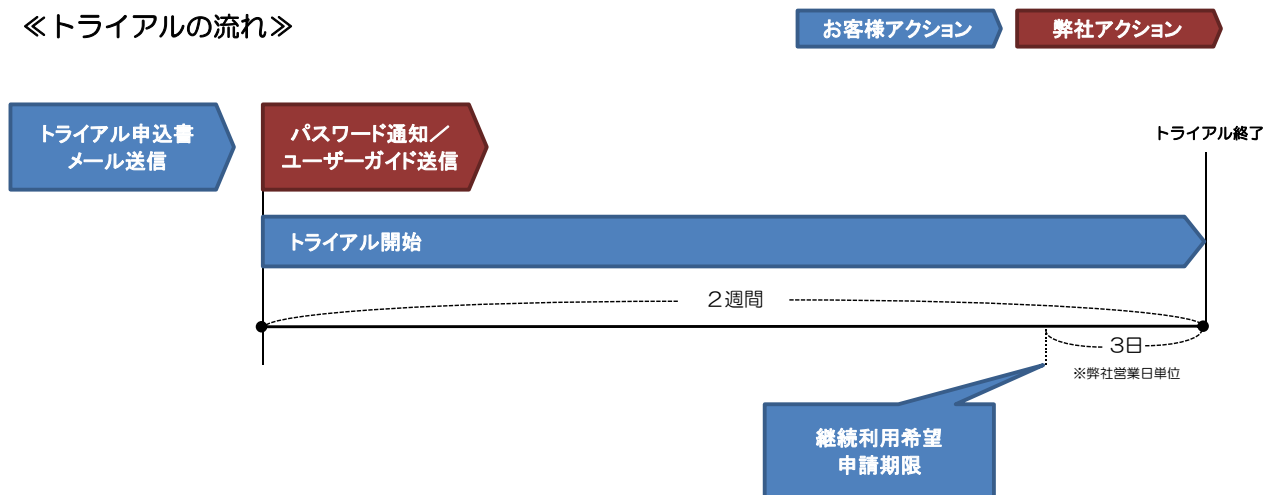 ≪トライアルの流れ≫
お客様アクション
弊社アクション
トライアル申込書
メール送信
パスワード通知／
ユーザーガイド送信
トライアル終了
トライアル開始
２週間
３日
※弊社営業日単位
継続利用希望
申請期限